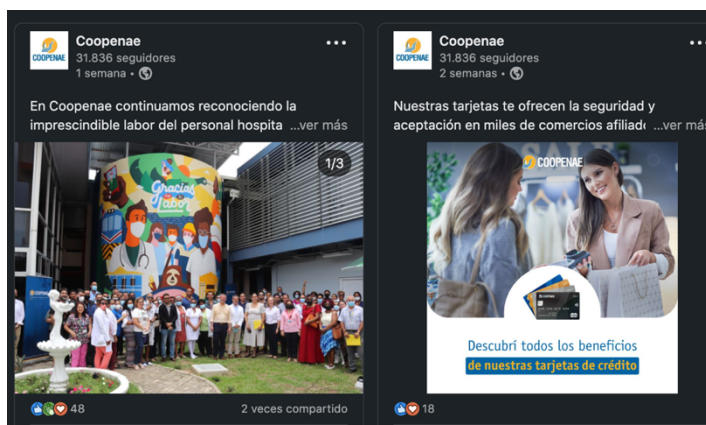 COOPENAE
Coopenae
31.836 seguidores
1 semana •
En Coopenae continuamos reconociendo la
imprescindible labor del personal hospita ...ver más
1/3
Gracias
48
2 veces compartido
COOPENAE
Coopenae
31.836 seguidores
2 semanas •
Nuestras tarjetas te ofrecen la seguridad y
aceptación en miles de comercios afiliad ...ver más
COOPENAE
Descubrí todos los beneficios
de nuestras tarjetas de crédito
18